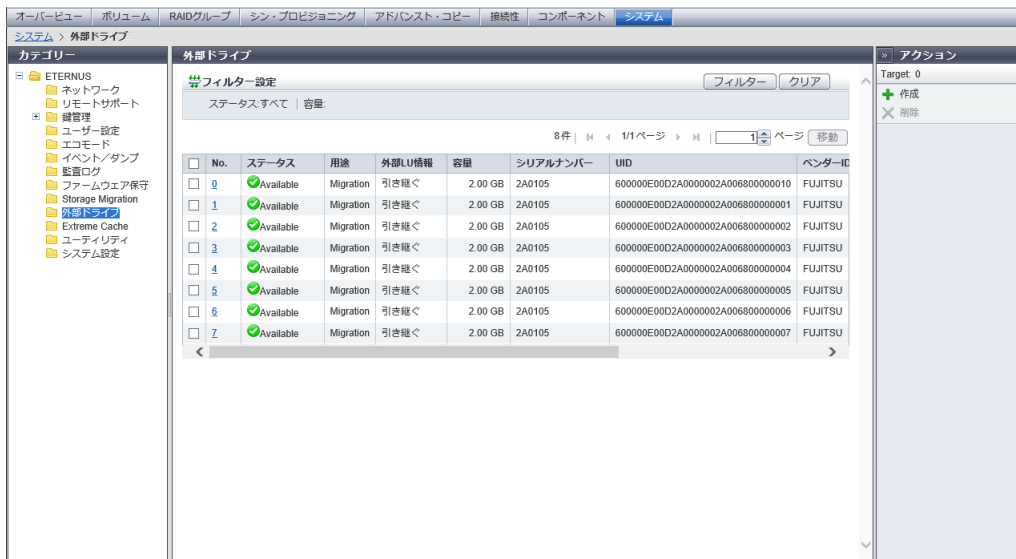 オーバービュー ボリューム RAIDグループ シン・プロビジョニング アドバンスト・コピー 接続性 コンポーネント システム
システム > 外部ドライブ
カテゴリー
ETERNUS
ネットワーク
リモートサポート
鍵管理
ユーザー設定
エコモード
イベント/ダンプ
監査ログ
ファームウェア保守
Storage Migration
外部ドライブ
Extreme Cache
ユーティリティ
システム設定
外部ドライブ
フィルター設定 フィルター クリア
ステータス:すべて | 容量:
8件 | 1/1 ページ | 1 ページ 移動
No. ステータス 用途 外部LU情報 容量 シリアルナンバー UID ベンダーID
0 Available Migration 引き継ぐ 2.00 GB 2A0105 600000E00D2A0000002A006800000010 FUJITSU
1 Available Migration 引き継ぐ 2.00 GB 2A0105 600000E00D2A0000002A006800000001 FUJITSU
2 Available Migration 引き継ぐ 2.00 GB 2A0105 600000E00D2A0000002A006800000002 FUJITSU
3 Available Migration 引き継ぐ 2.00 GB 2A0105 600000E00D2A0000002A006800000003 FUJITSU
4 Available Migration 引き継ぐ 2.00 GB 2A0105 600000E00D2A0000002A006800000004 FUJITSU
5 Available Migration 引き継ぐ 2.00 GB 2A0105 600000E00D2A0000002A006800000005 FUJITSU
6 Available Migration 引き継ぐ 2.00 GB 2A0105 600000E00D2A0000002A006800000006 FUJITSU
7 Available Migration 引き継ぐ 2.00 GB 2A0105 600000E00D2A0000002A006800000007 FUJITSU
» アクション
Target: 0
作成
削除